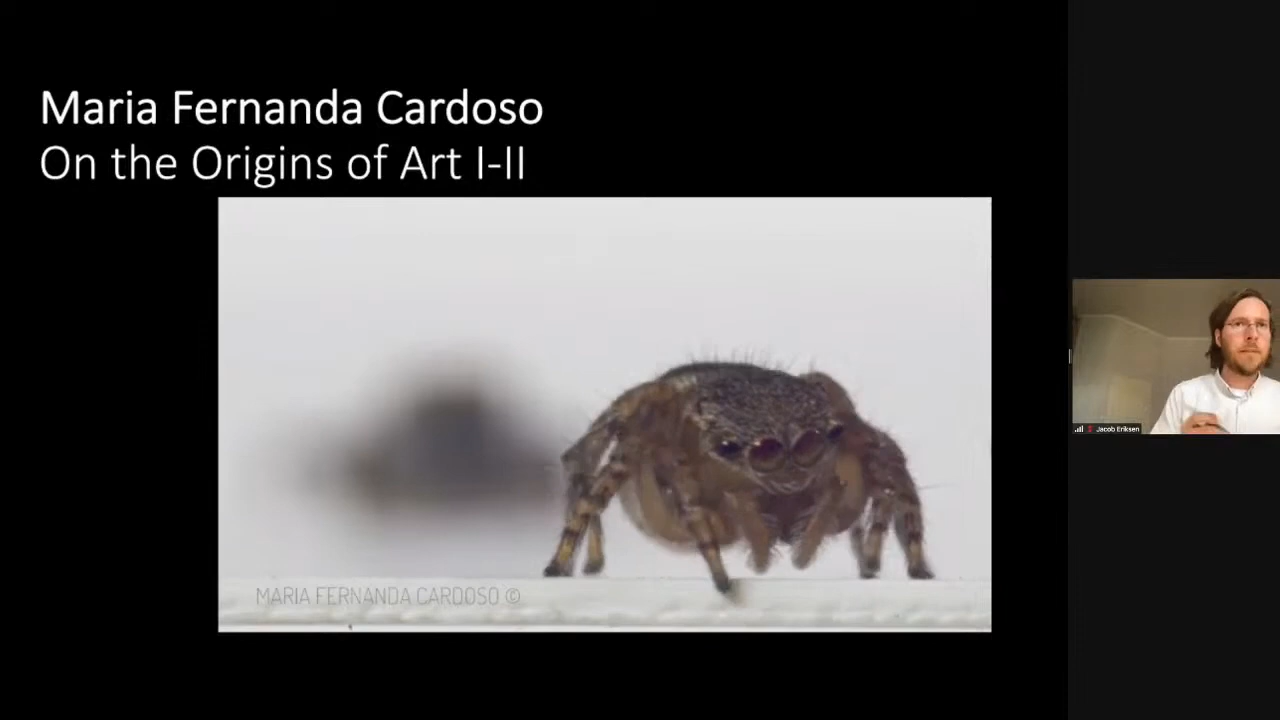 Maria Fernanda Cardoso
On the Origins of Art I-II
MARIA FERNANDA CARDOSO ©
Jacob Eriksen